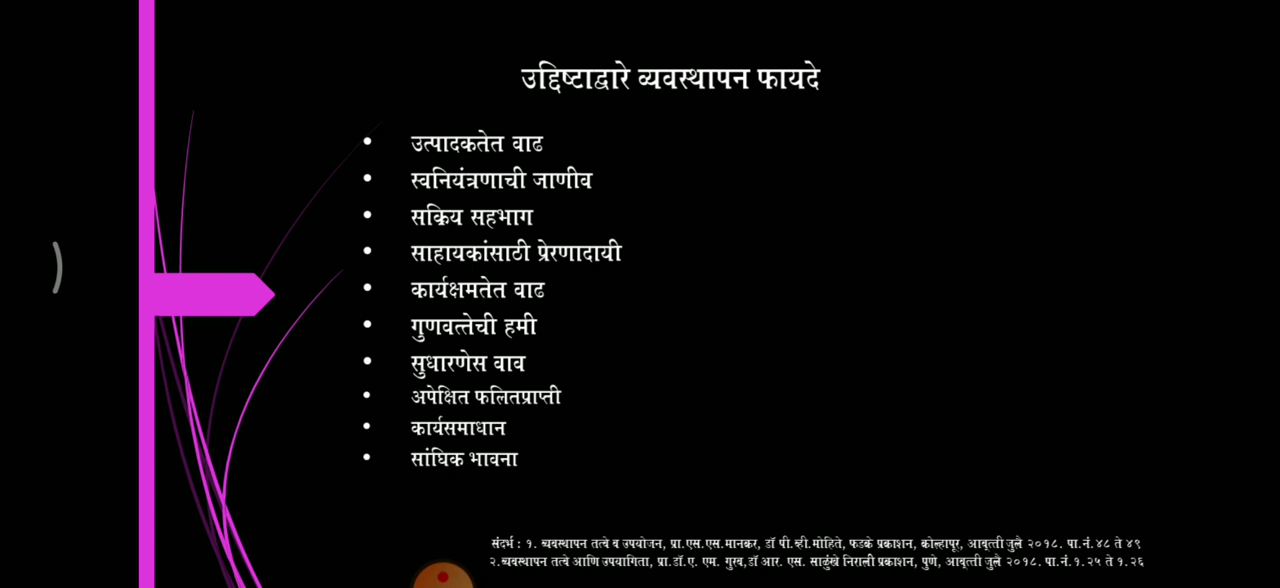 उद्दिष्टाद्वारे व्यवस्थापन फायदे
• उत्पादकतेत वाढ
• स्वनियंत्रणाची जाणीव
• सक्रिय सहभाग
• साहायकांसाठी प्रेरणादायी
• कार्यक्षमतेत वाढ
• गुणवत्तेची हमी
• सुधारणेस वाव
• अपेक्षित फलितप्राप्ती
• कार्यसमाधान
• सांघिक भावना
संदर्भ : १. व्यवस्थापन तत्वे व उपयोजन, प्रा.एस.एस.मानकर, डॉ पी.व्ही.मोहिते, फडके प्रकाशन, कोल्हापूर, आवृत्ती जुलै २०१८. पा.नं.४८ ते ४९
२.व्यवस्थापन तत्वे आणि उपयागिता, प्रा.डॉ.ए. एम. गुरव,डॉ आर. एस. साळुंखे निराली प्रकाशन, पुणे, आवृत्ती जुलै २०१८. पा.नं.१.२५ ते १.२६